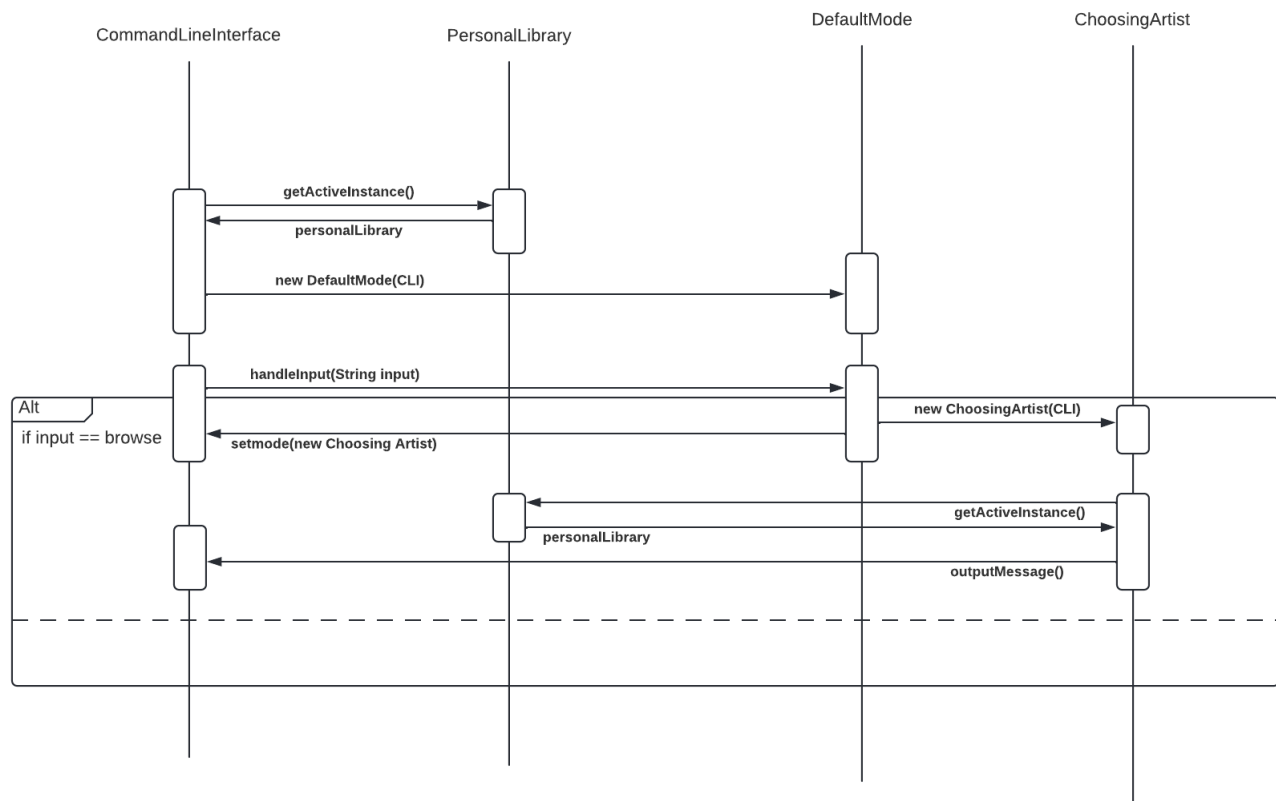 CommandLineInterface
PersonalLibrary
DefaultMode
ChoosingArtist
getActiveInstance()
personalLibrary
new DefaultMode(CLI)
handleInput(String input)
Alt
if input == browse
new ChoosingArtist(CLI)
setmode(new Choosing Artist)
getActiveInstance()
personalLibrary
outputMessage()